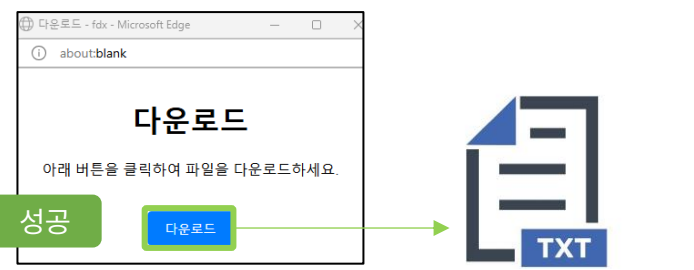 다운로드 - fdx - Microsoft Edge
about:blank
다운로드
아래 버튼을 클릭하여 파일을 다운로드하세요.
성공
다운로드
TXT